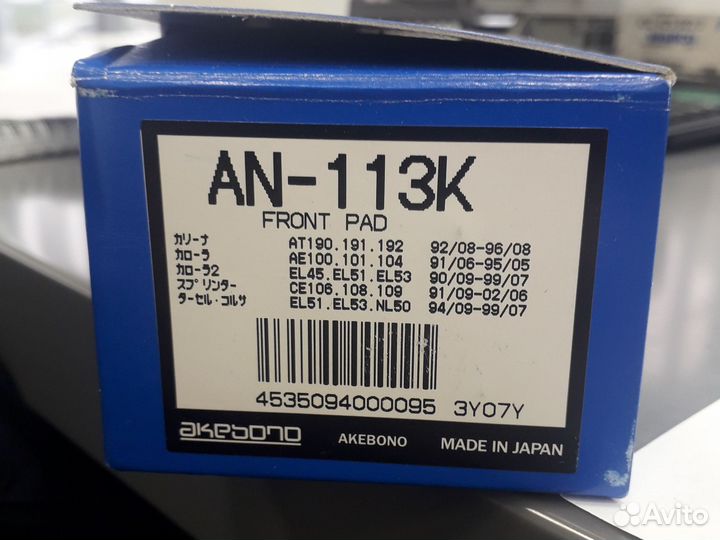 AN-113K
FRONT PAD
カリーナ AT190.191.192 92/08-96/08
カローラ AE100.101.104 91/06-95/05
カローラ2 EL45.EL51.EL53 90/09-99/07
スプリンター CE106.108.109 91/09-02/06
ターセル・コルサ EL51.EL53.NL50 94/09-99/07
4535094000095 3Y07Y
akebono AKEBONO MADE IN JAPAN
Avito